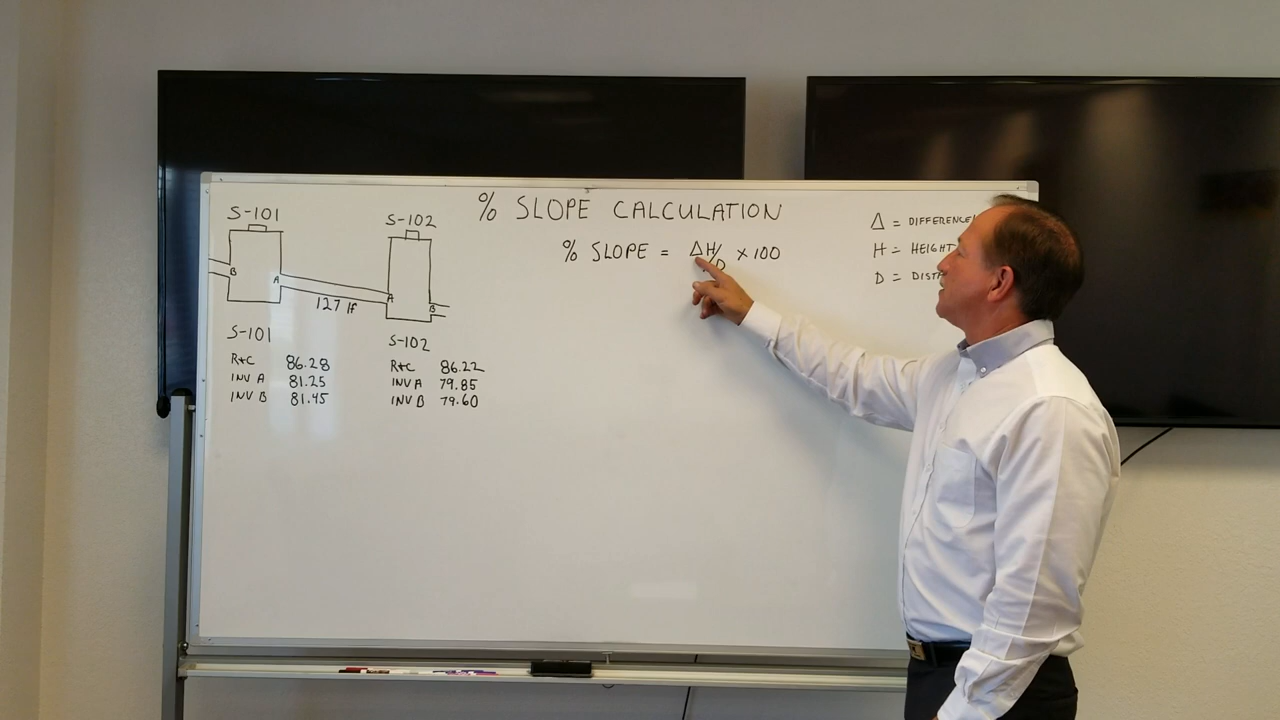 % SLOPE CALCULATION
% SLOPE = ΔH/D × 100
Δ = DIFFERENCE
H = HEIGHT
D =
S-101
S-102
B
A
A
B
127 lf
S-101
R+C 86.28
INV A 81.25
INV B 81.45
S-102
R+C 86.22
INV A 79.85
INV B 79.60